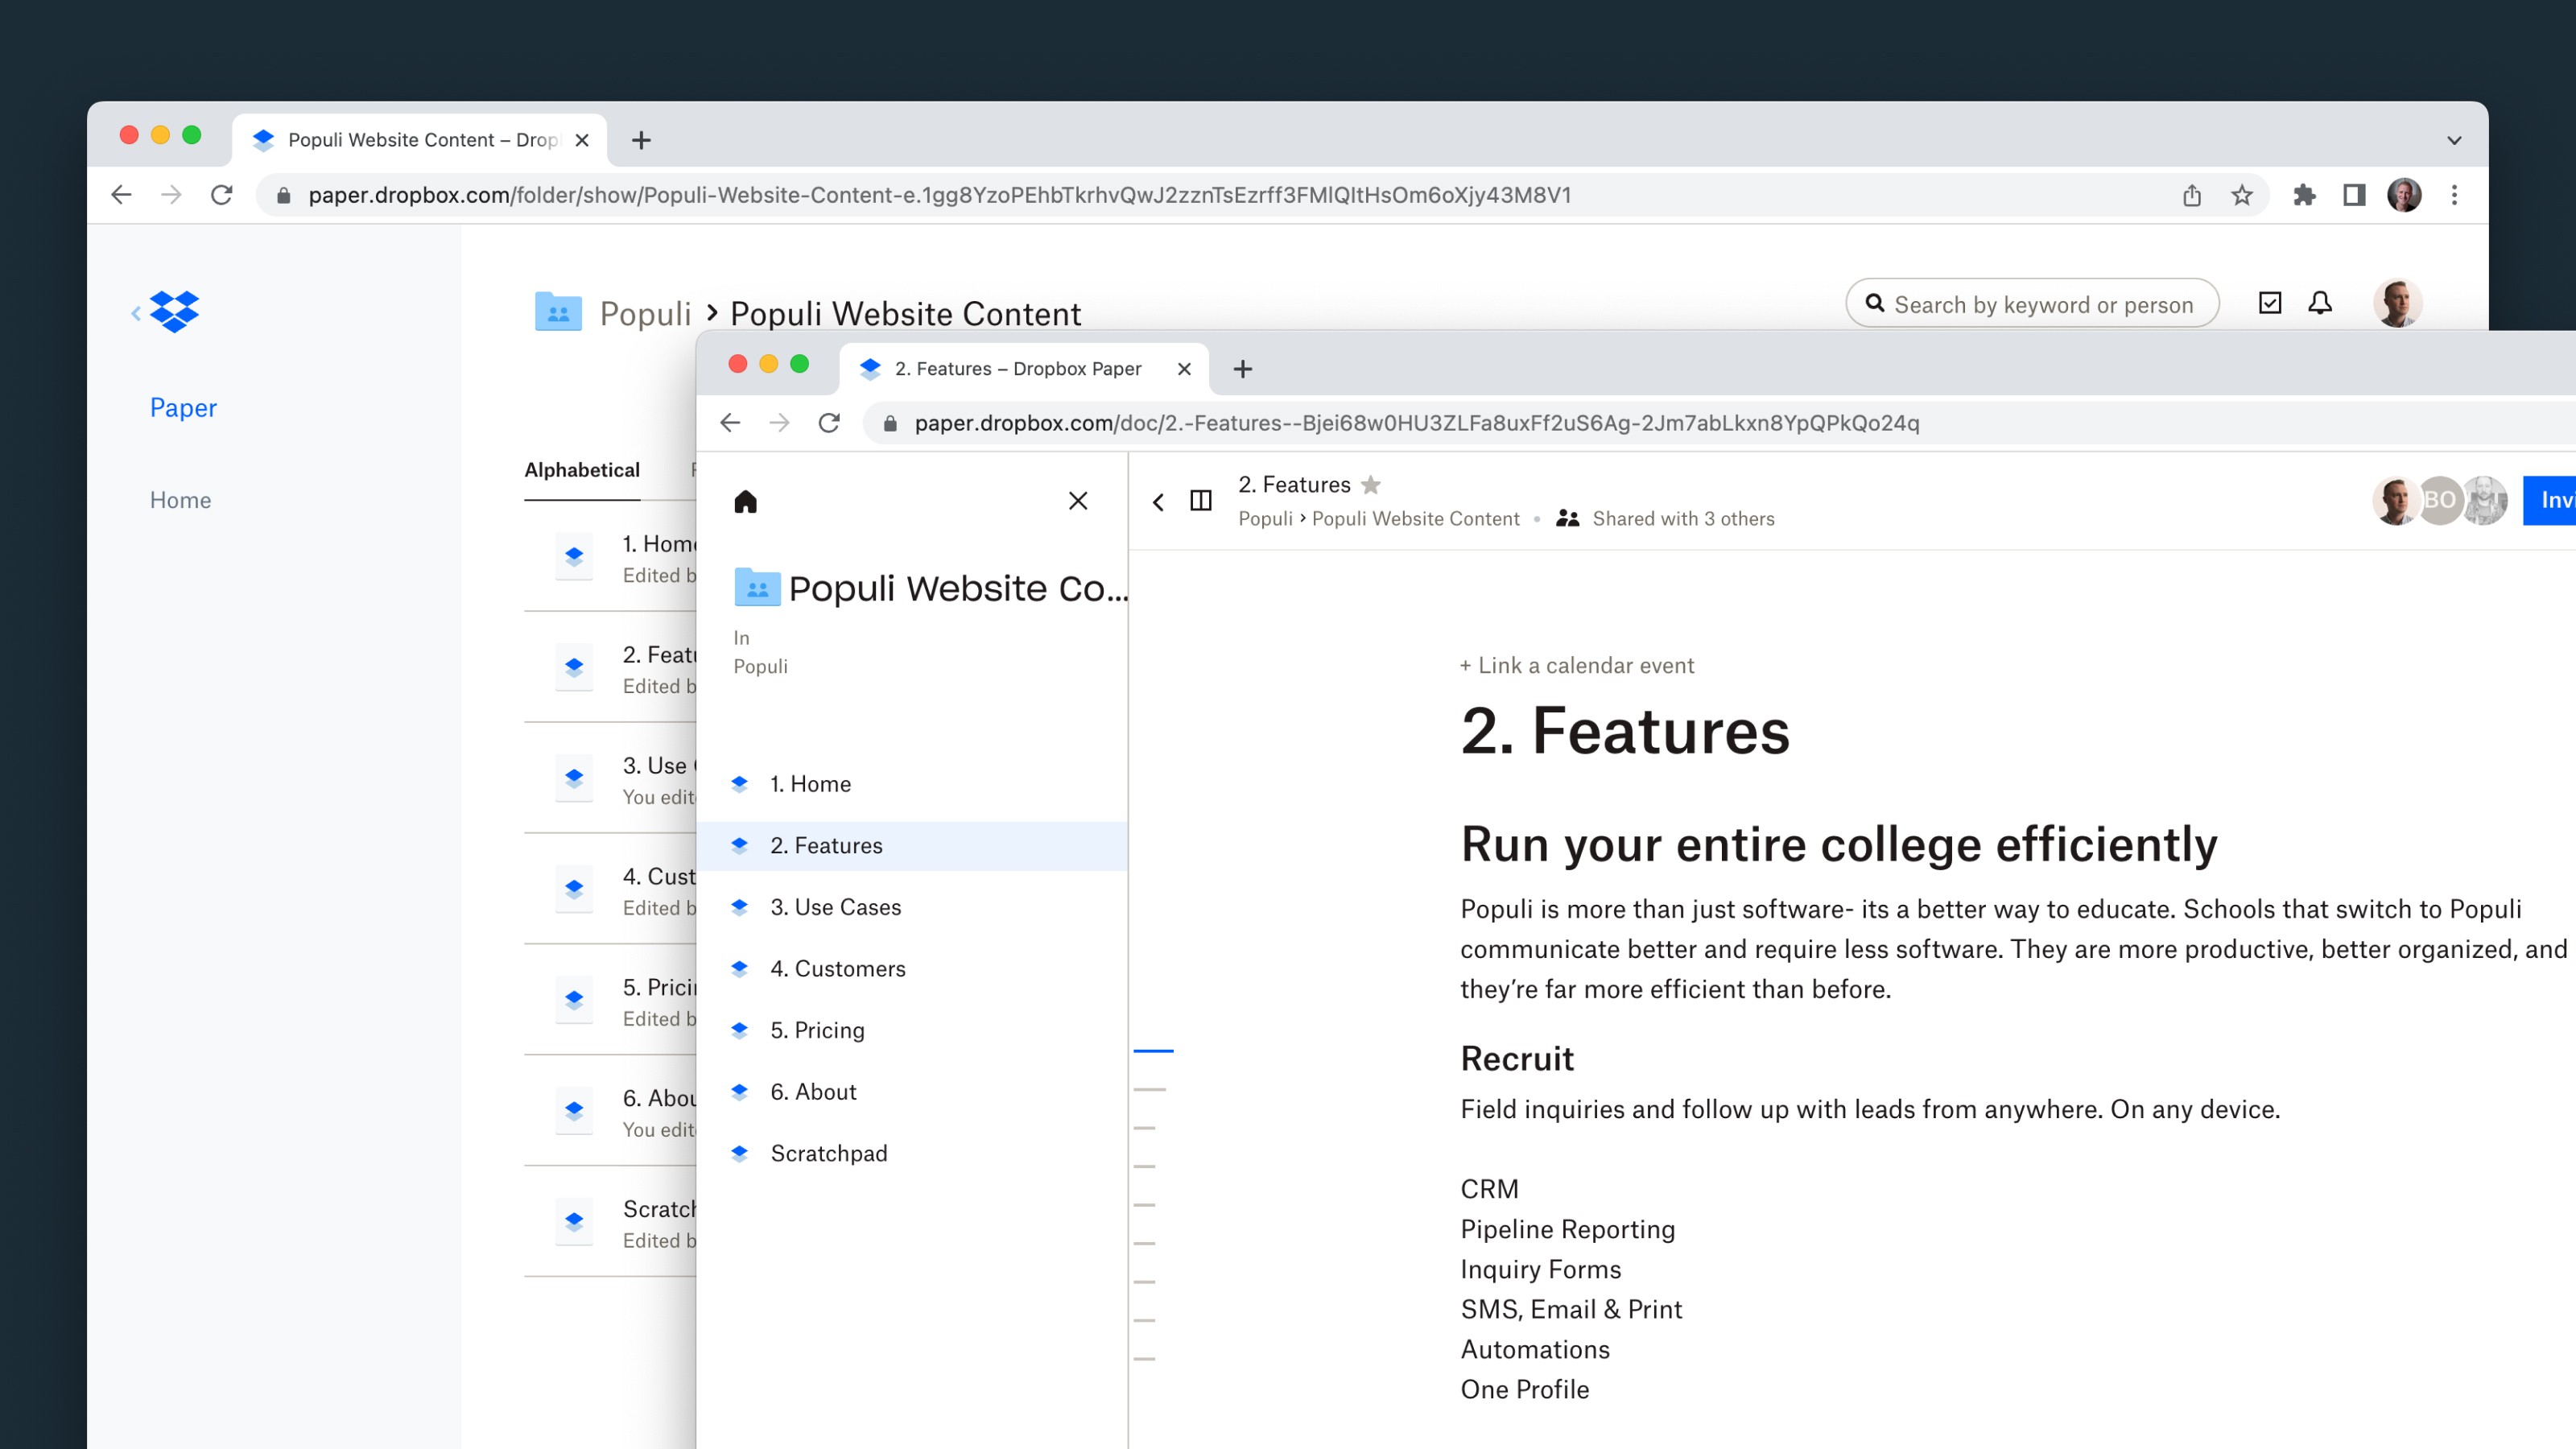 Populi Website Content – Drop
paper.dropbox.com/folder/show/Populi-Website-Content-e.1gg8YzoPEhbTkrhvQwJ2zznTsEzrff3FMlQItHsOm6oXjy43M8V1
Populi › Populi Website Content
Search by keyword or person
Paper
Home
Alphabetical
1. Home
Edited b
2. Featu
Edited b
3. Use
You edit
4. Cust
Edited b
5. Pricin
Edited b
6. Abou
You edit
Scratch
Edited b
2. Features – Dropbox Paper
paper.dropbox.com/doc/2.-Features--Bjei68w0HU3ZLFa8uxFf2uS6Ag-2Jm7abLkxn8YpQPkQo24q
Populi Website Co...
In
Populi
1. Home
2. Features
3. Use Cases
4. Customers
5. Pricing
6. About
Scratchpad
2. Features
Populi › Populi Website Content • Shared with 3 others
BO
Invi
+ Link a calendar event
2. Features
Run your entire college efficiently
Populi is more than just software- its a better way to educate. Schools that switch to Populi
communicate better and require less software. They are more productive, better organized, and
they’re far more efficient than before.
Recruit
Field inquiries and follow up with leads from anywhere. On any device.
CRM
Pipeline Reporting
Inquiry Forms
SMS, Email & Print
Automations
One Profile